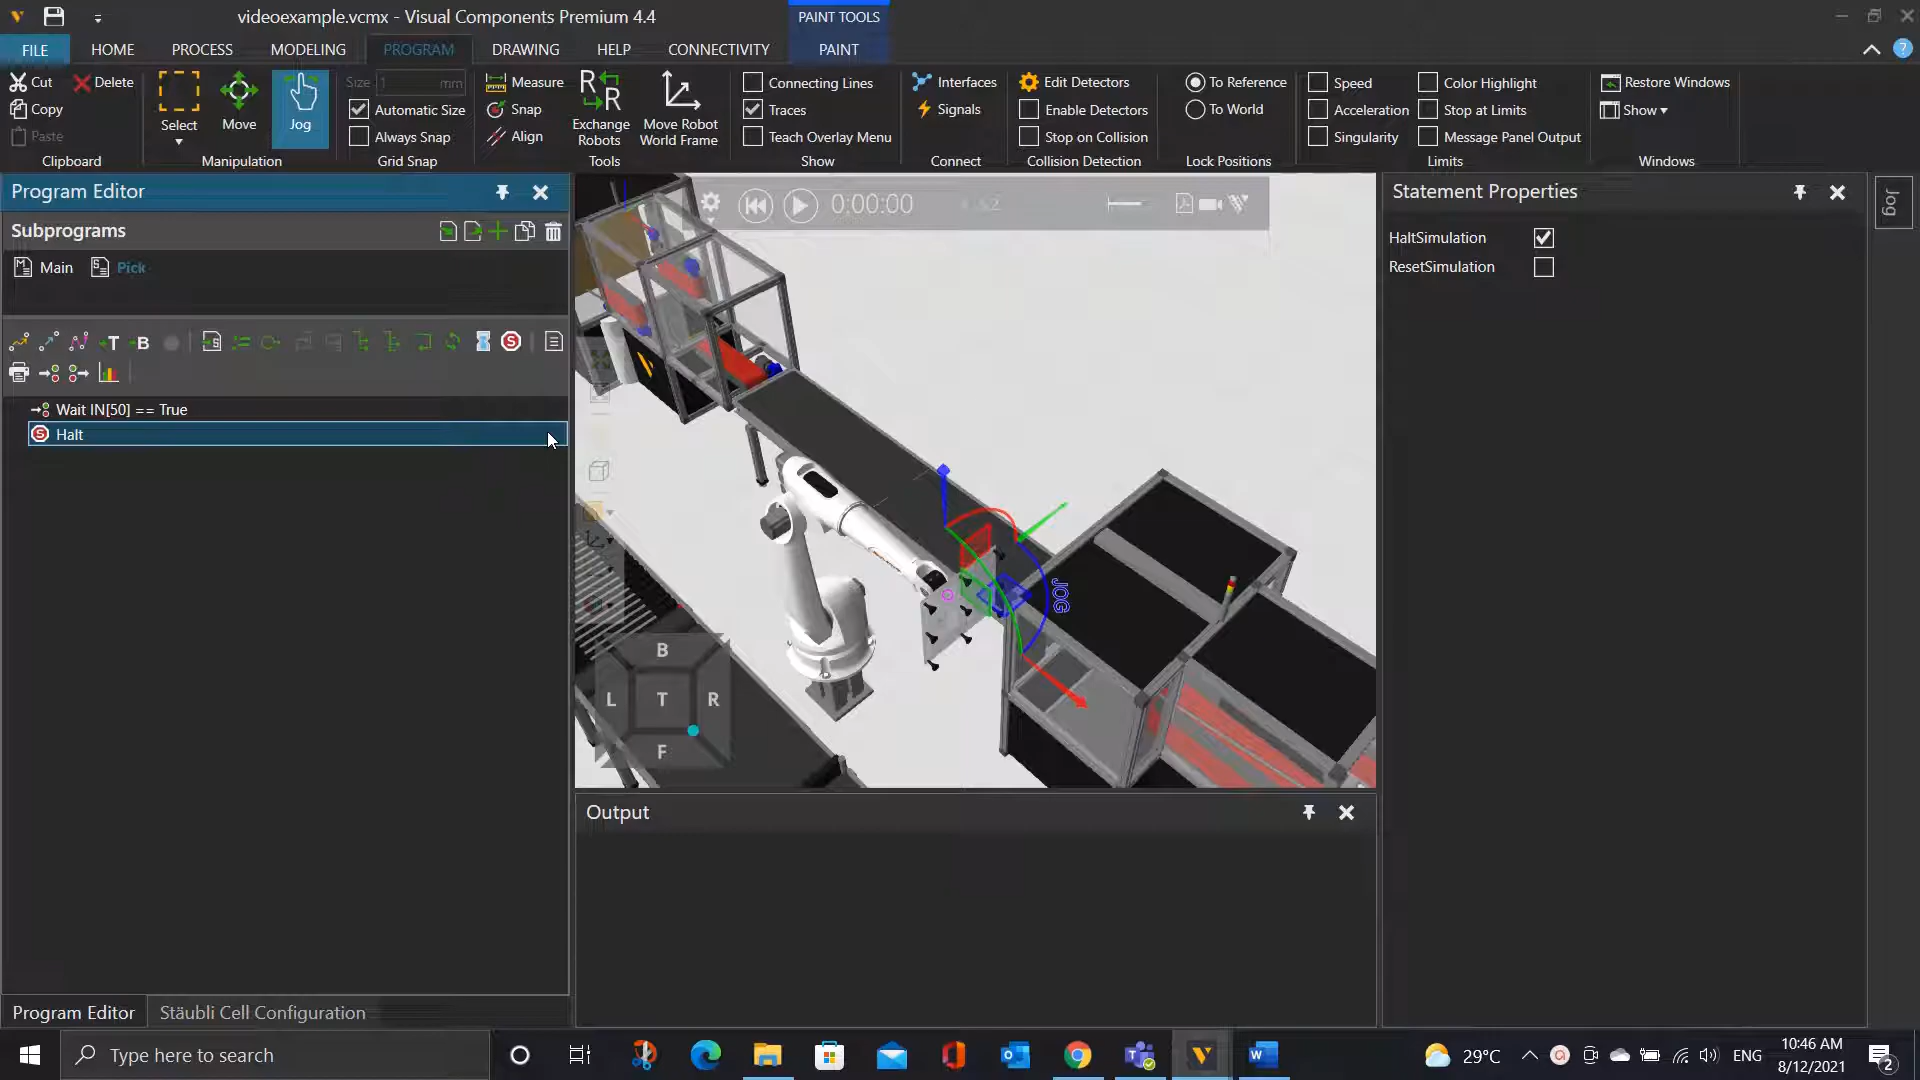 videoexample.vcmx - Visual Components Premium 4.4
PAINT TOOLS
FILE
HOME
PROCESS
MODELING
PROGRAM
DRAWING
HELP
CONNECTIVITY
PAINT
Cut
Delete
Copy
Paste
Clipboard
Select
Move
Jog
Manipulation
Size 1 mm
Automatic Size
Always Snap
Grid Snap
Measure
Snap
Align
Exchange Robots
Move Robot World Frame
Tools
Connecting Lines
Traces
Teach Overlay Menu
Show
Interfaces
Signals
Connect
Edit Detectors
Enable Detectors
Stop on Collision
Collision Detection
To Reference
To World
Lock Positions
Speed
Acceleration
Singularity
Color Highlight
Stop at Limits
Message Panel Output
Limits
Restore Windows
Show
Windows
Program Editor
Subprograms
Main
Pick
Wait IN[50] == True
Halt
0:00:00
JOG
B
L T R
F
Output
Statement Properties
HaltSimulation
ResetSimulation
Jog
Program Editor
Stäubli Cell Configuration
Type here to search
29°C
ENG
10:46 AM
8/12/2021
2